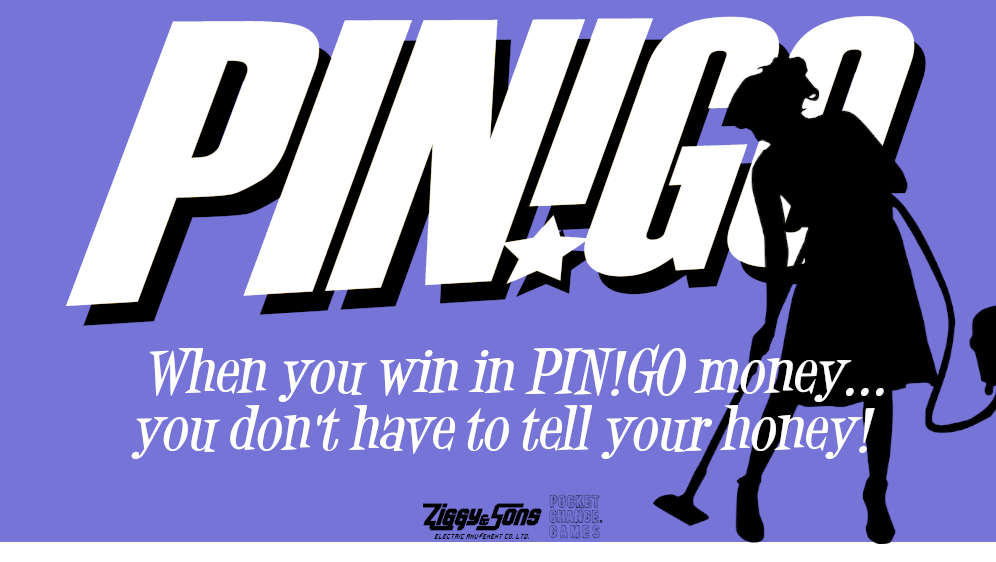 PIN!GO
When you win in PIN!GO money...
you don't have to tell your honey!
Ziggy & Sons
ELECTRIC AMUSEMENT CO. LTD.
POCKET
CHANGE.
GAMES